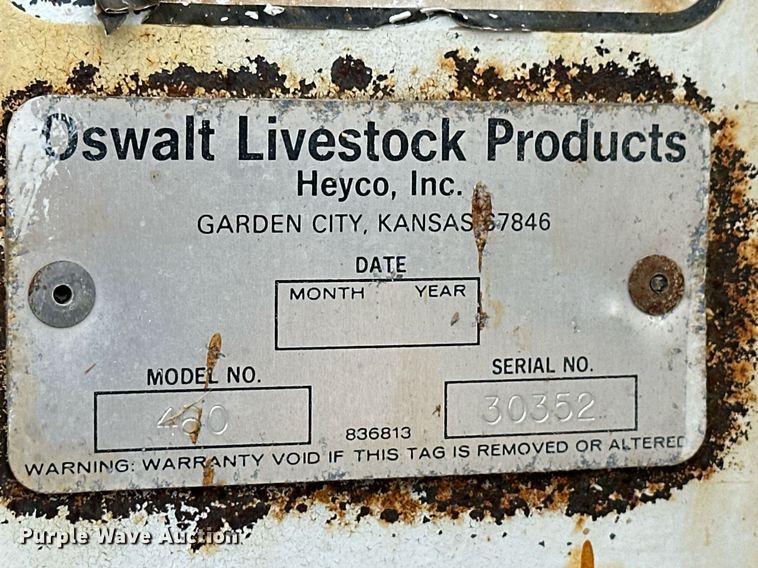 Oswalt Livestock Products
Heyco, Inc.
GARDEN CITY, KANSAS 67846
DATE
MONTH YEAR
MODEL NO. SERIAL NO.
430 30352
836813
WARNING: WARRANTY VOID IF THIS TAG IS REMOVED OR ALTERED
Purple Wave Auction